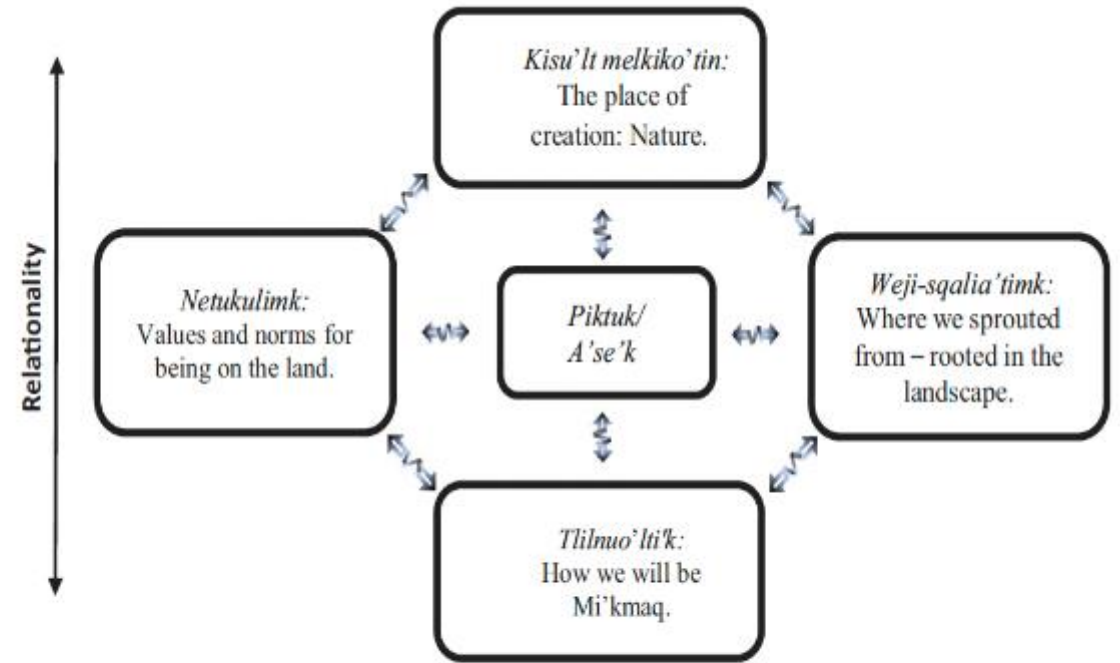 Kisu’lt melkiko’tin:
The place of
creation: Nature.
Relationality
Netukulimk:
Values and norms for
being on the land.
Piktuk/
A’se’k
Weji-sqalia’timk:
Where we sprouted
from – rooted in the
landscape.
Tlilnuo’lti'k:
How we will be
Mi’kmaq.